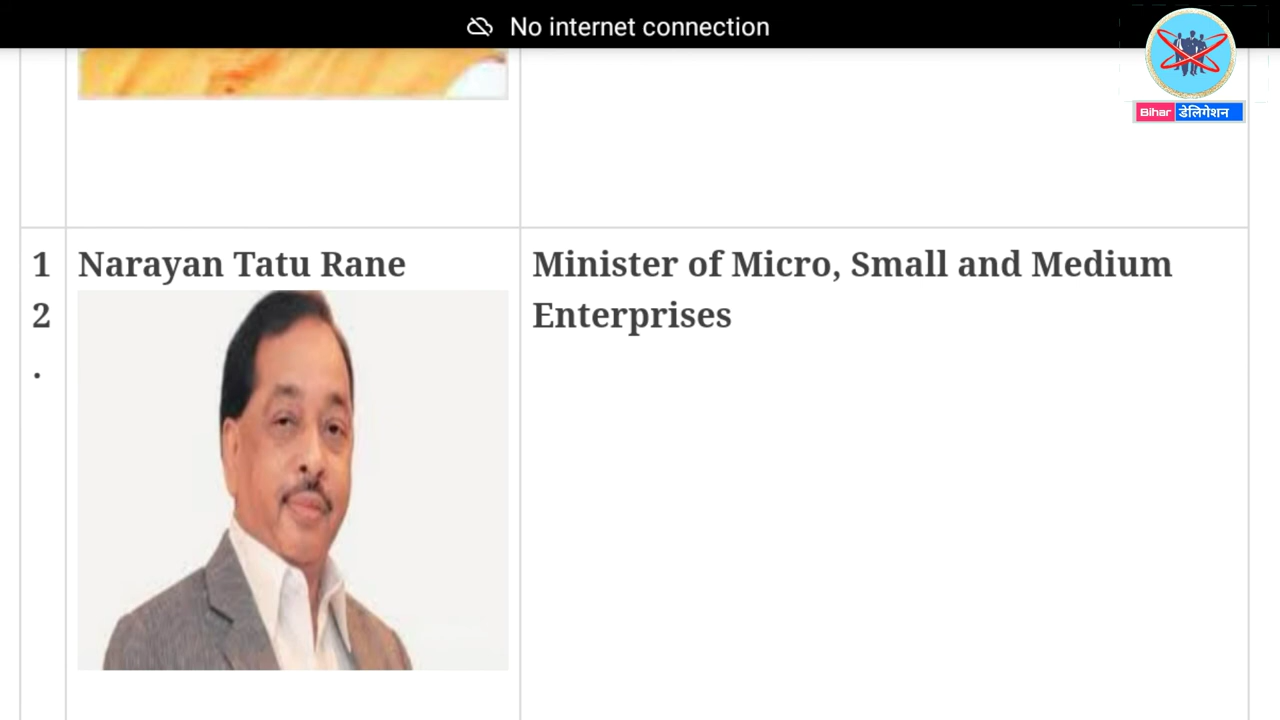 No internet connection
Bihar डेलिगेशन
1
2
.
Narayan Tatu Rane
Minister of Micro, Small and Medium
Enterprises